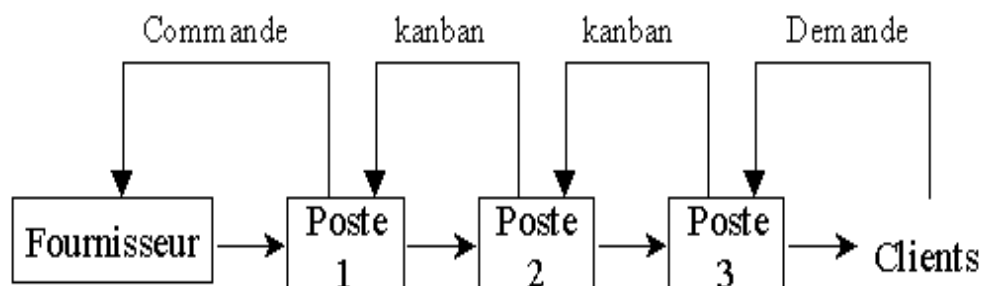 Commande kanban kanban Demande
Fournisseur
Poste
1
Poste
2
Poste
3
Clients